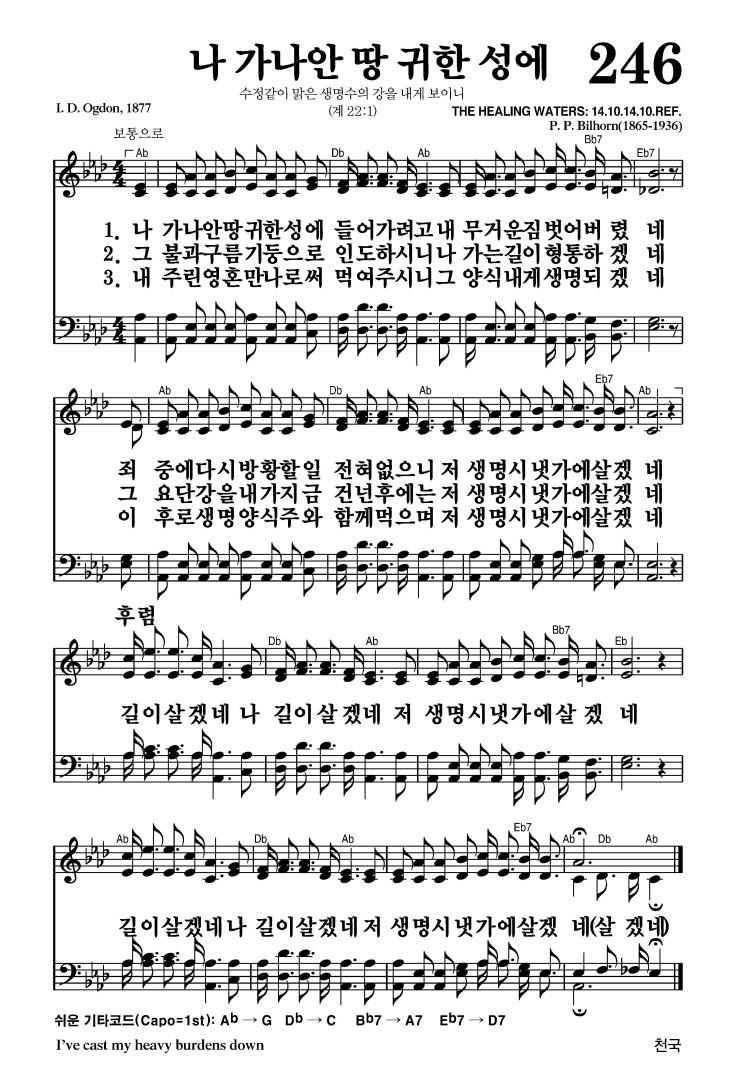 나 가나안 땅 귀한 성에 246
수정같이 맑은 생명수의 강을 내게 보이니
I. D. Ogdon, 1877 (계 22:1) THE HEALING WATERS: 14.10.14.10.REF.
P. P. Bilhorn(1865-1936)
보통으로
Ab Db Ab Bb7 Eb7
1. 나 가나안땅귀한성에 들어가려고내 무거운짐벗어버 렸 네
2. 그 불과구름기둥으로 인도하시니나 가는길이형통하 겠 네
3. 내 주린영혼만나로써 먹여주시니그 양식내게생명되 겠 네
Ab Db Ab Eb7 Ab
죄 중에다시방황할일 전혀없으니저 생명시냇가에살겠 네
그 요단강을내가지금 건넌후에는저 생명시냇가에살겠 네
이 후로생명양식주와 함께먹으며저 생명시냇가에살겠 네
후렴
Db Ab Bb7 Eb
길이살겠네 나 길이살겠네 저 생명시냇가에살 겠 네
Ab Db Ab Eb7 Ab Db Ab
길이살겠네나 길이살겠네저 생명시냇가에살겠 네(살 겠네)
쉬운 기타코드(Capo=1st): Ab → G Db → C Bb7 → A7 Eb7 → D7
I've cast my heavy burdens down 천국